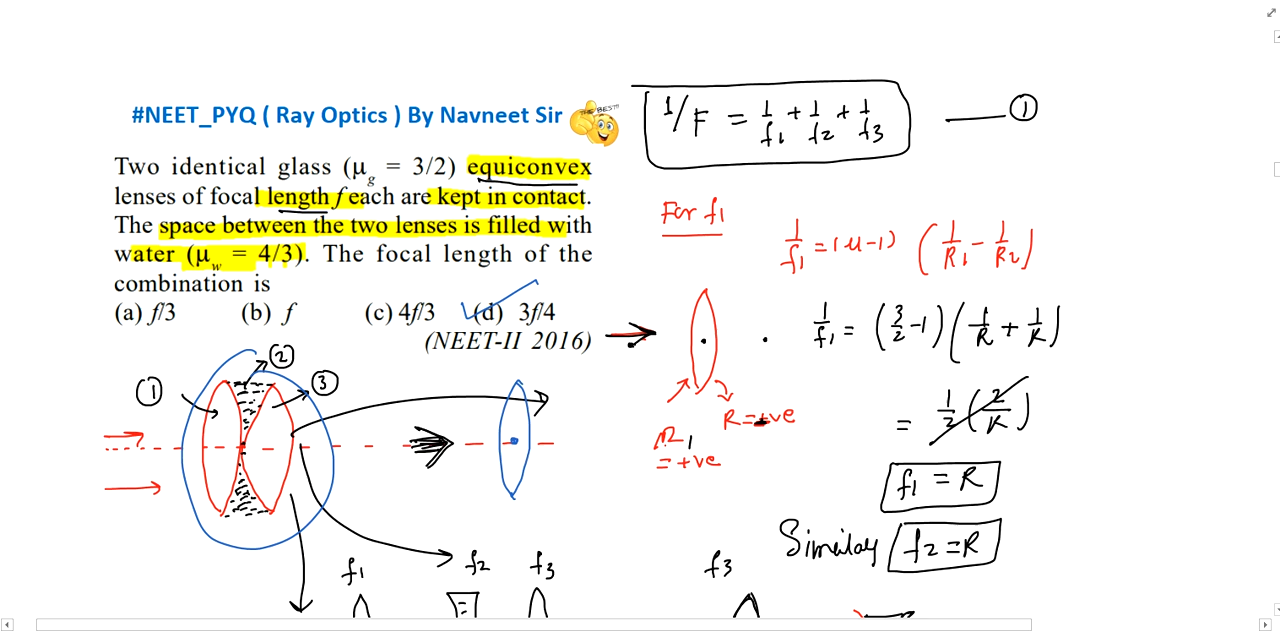 #NEET_PYQ ( Ray Optics ) By Navneet Sir
THE BEST!!!
Two identical glass (μg = 3/2) equiconvex
lenses of focal length f each are kept in contact.
The space between the two lenses is filled with
water (μw = 4/3). The focal length of the
combination is
(a) f/3 (b) f (c) 4f/3 (d) 3f/4
(NEET-II 2016)
1 2 3
f1 f2 f3
1/F = 1/f1 + 1/f2 + 1/f3 —— 1
For f1
1/f1 = (μ-1) (1/R1 - 1/R2)
1/f1 = (3/2 - 1) (1/R + 1/R)
R = -ve
R1
= +ve
= 1/2 (2/R)
f1 = R
Similay f2 = R
f3